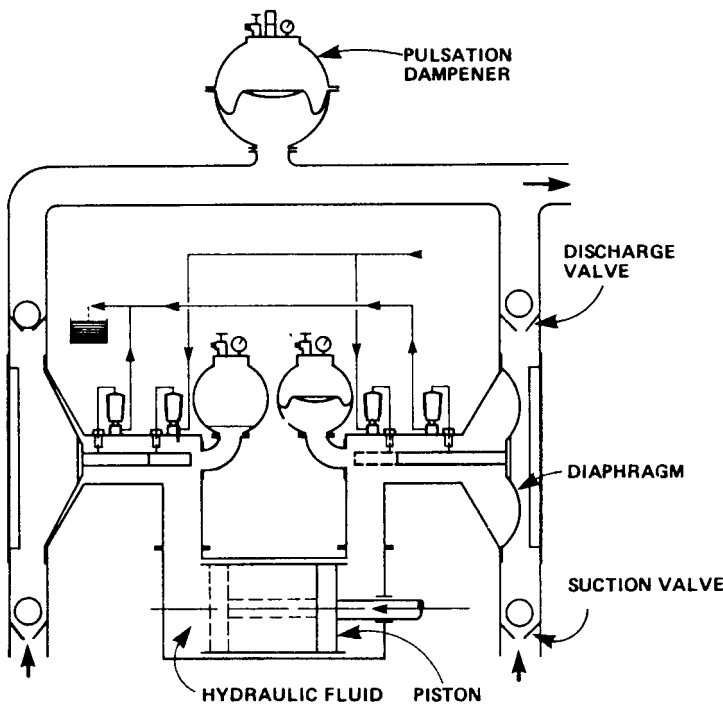 PULSATION
DAMPENER
DISCHARGE
VALVE
DIAPHRAGM
SUCTION VALVE
HYDRAULIC FLUID
PISTON